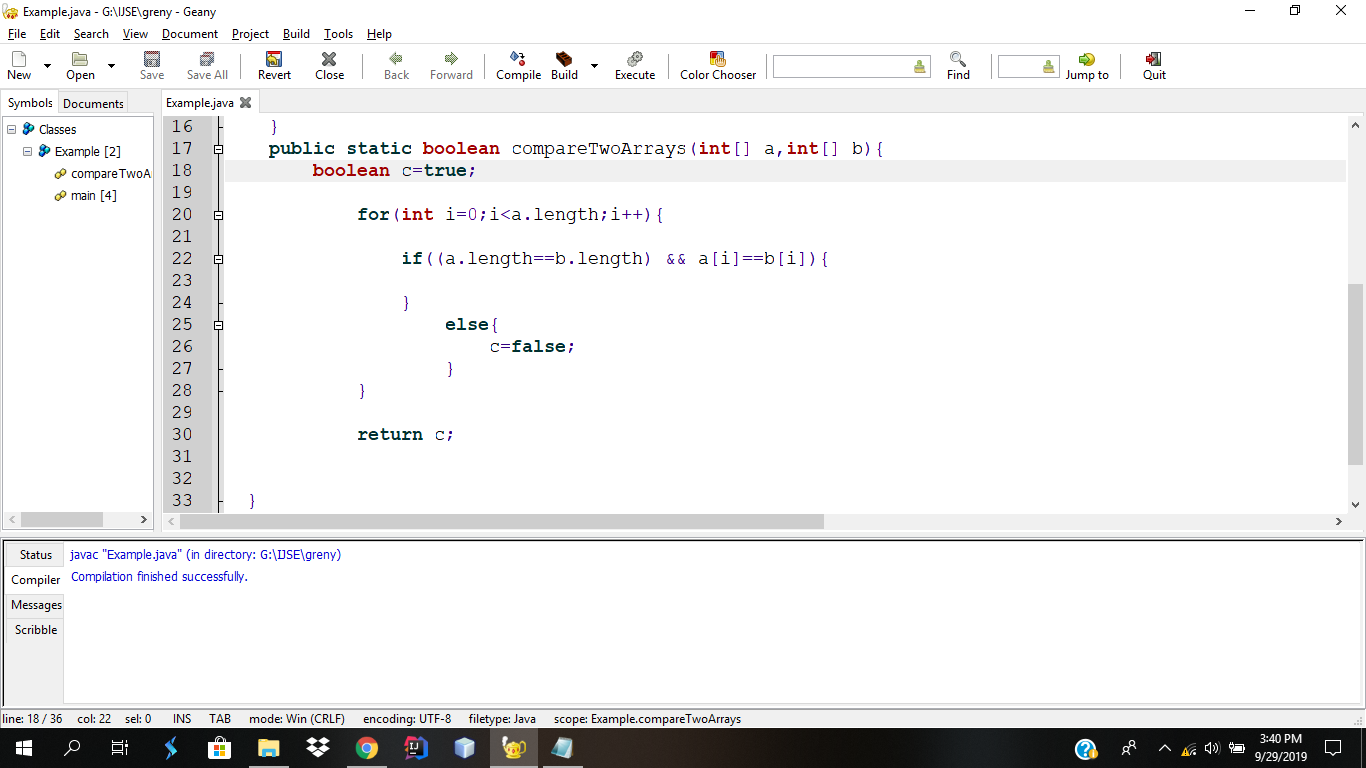 Example.java - G:\IJSE\greny - Geany
File Edit Search View Document Project Build Tools Help
New Open Save Save All Revert Close Back Forward Compile Build Execute Color Chooser Find Jump to Quit
Symbols Documents Example.java
Classes
Example [2]
compareTwoA
main [4]
16 }
17 public static boolean compareTwoArrays(int[] a,int[] b){
18 boolean c=true;
19
20 for(int i=0;i<a.length;i++){
21
22 if((a.length==b.length) && a[i]==b[i]){
23
24 }
25 else{
26 c=false;
27 }
28 }
29
30 return c;
31
32
33 }
Status javac "Example.java" (in directory: G:\IJSE\greny)
Compiler Compilation finished successfully.
Messages
Scribble
line: 18 / 36 col: 22 sel: 0 INS TAB mode: Win (CRLF) encoding: UTF-8 filetype: Java scope: Example.compareTwoArrays
3:40 PM
9/29/2019